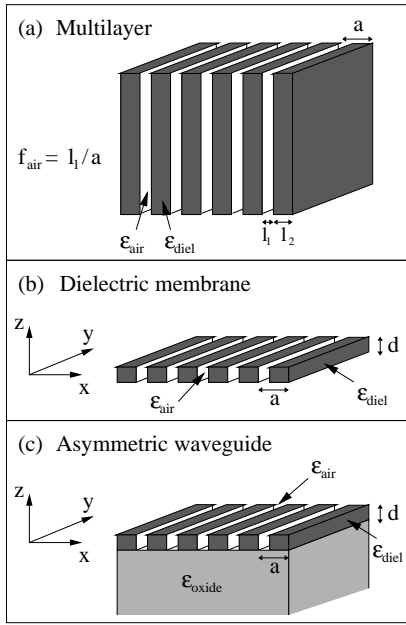 (a) Multilayer
a
f_air = l_1/a
ε_air
ε_diel
l_1
l_2
(b) Dielectric membrane
z
y
x
d
ε_air
a
ε_diel
(c) Asymmetric waveguide
ε_air
z
y
x
d
a
ε_diel
ε_oxide